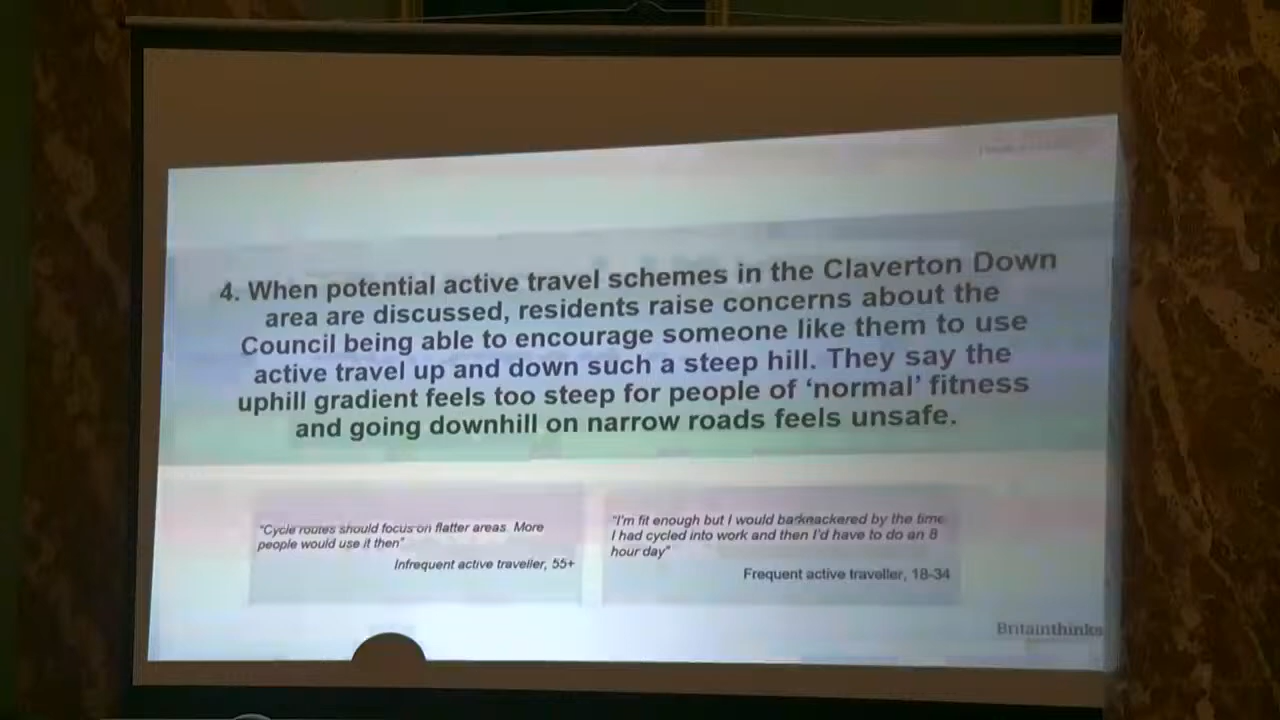 4. When potential active travel schemes in the Claverton Down
area are discussed, residents raise concerns about the
Council being able to encourage someone like them to use
active travel up and down such a steep hill. They say the
uphill gradient feels too steep for people of ‘normal’ fitness
and going downhill on narrow roads feels unsafe.
"Cycle routes should focus on flatter areas. More
people would use it then"
Infrequent active traveller, 55+
"I'm fit enough but I would be knackered by the time
I had cycled into work and then I'd have to do an 8
hour day"
Frequent active traveller, 18-34
Britainthinks